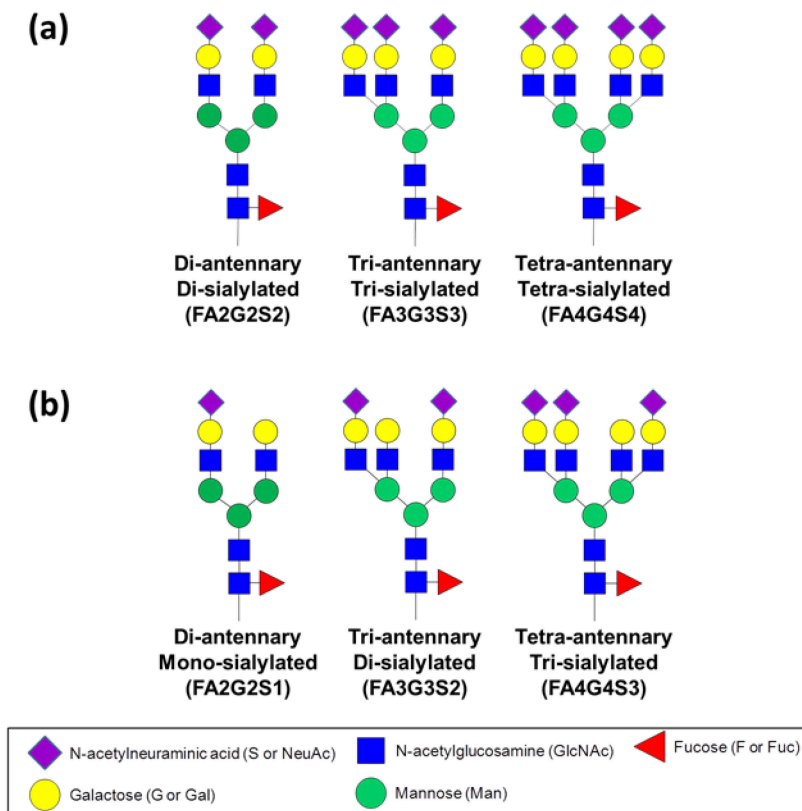 (a)
Di-antennary Tri-antennary Tetra-antennary
Di-sialylated Tri-sialylated Tetra-sialylated
(FA2G2S2) (FA3G3S3) (FA4G4S4)
(b)
Di-antennary Tri-antennary Tetra-antennary
Mono-sialylated Di-sialylated Tri-sialylated
(FA2G2S1) (FA3G3S2) (FA4G4S3)
N-acetylneuraminic acid (S or NeuAc) N-acetylglucosamine (GlcNAc) Fucose (F or Fuc)
Galactose (G or Gal) Mannose (Man)